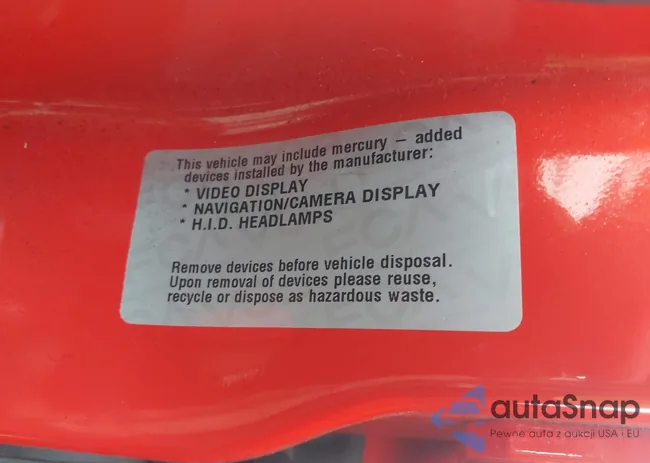 This vehicle may include mercury – added
devices installed by the manufacturer:
* VIDEO DISPLAY
* NAVIGATION/CAMERA DISPLAY
* H.I.D. HEADLAMPS
Remove devices before vehicle disposal.
Upon removal of devices please reuse,
recycle or dispose as hazardous waste.
autaSnap
Pewne auta z aukcji USA i EU